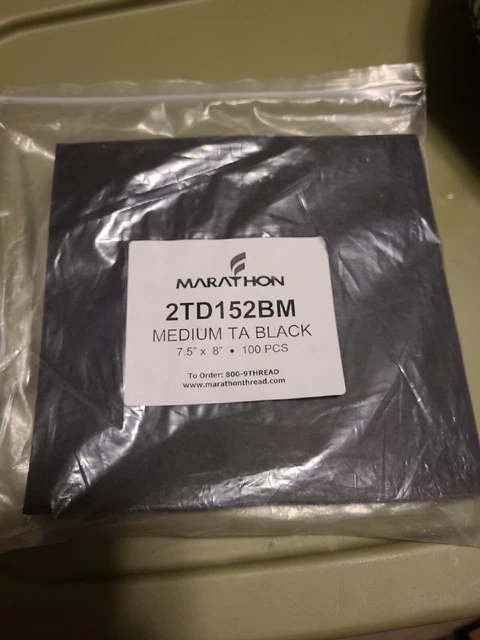 MARATHON
2TD152BM
MEDIUM TA BLACK
7.5" x 8" • 100 PCS
To Order: 800-9THREAD
www.marathonthread.com